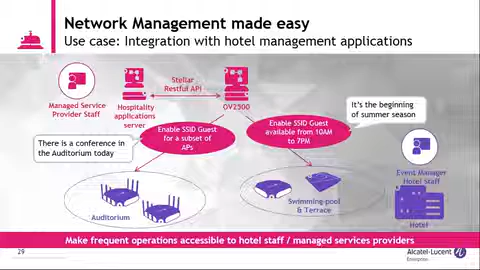 Network Management made easy
Use case: Integration with hotel management applications
Stellar
Restful API
Managed Service
Provider Staff
Hospitality
applications
server
OV2500
It's the beginning
of summer season
Enable SSID Guest
for a subset of
APs
Enable SSID Guest
available from 10AM
to 7PM
There is a conference in
the Auditorium today
Event Manager
Hotel Staff
Auditorium
Swimming-pool
& Terrace
Hotel
Make frequent operations accessible to hotel staff / managed services providers
29
Alcatel-Lucent
Enterprise